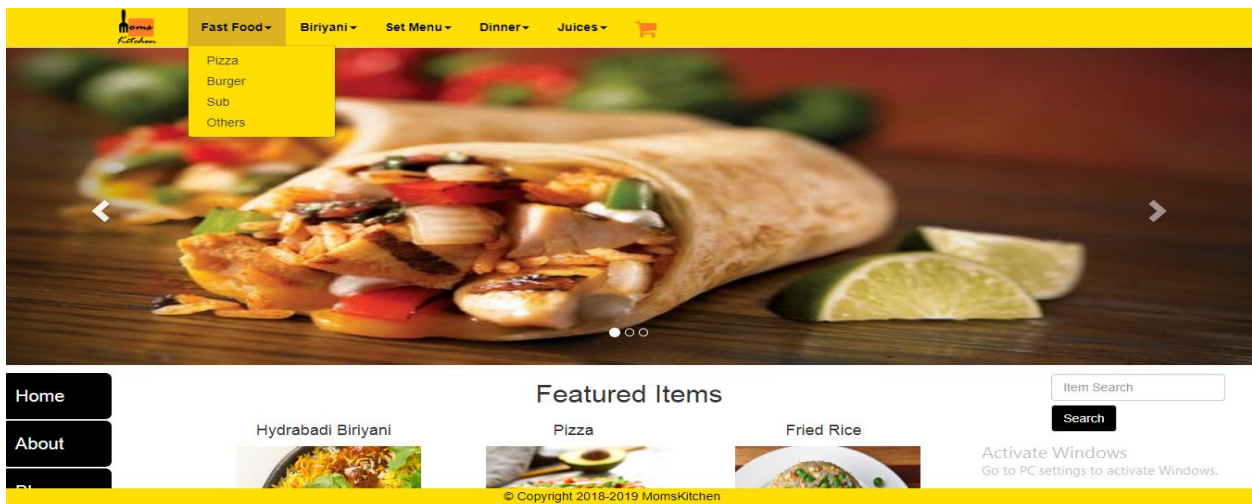 Moms
Kitchen
Fast Food
Biriyani
Set Menu
Dinner
Juices
Pizza
Burger
Sub
Others
Home
About
Featured Items
Hydrabadi Biriyani
Pizza
Fried Rice
Item Search
Search
Activate Windows
Go to PC settings to activate Windows.
© Copyright 2018-2019 MomsKitchen